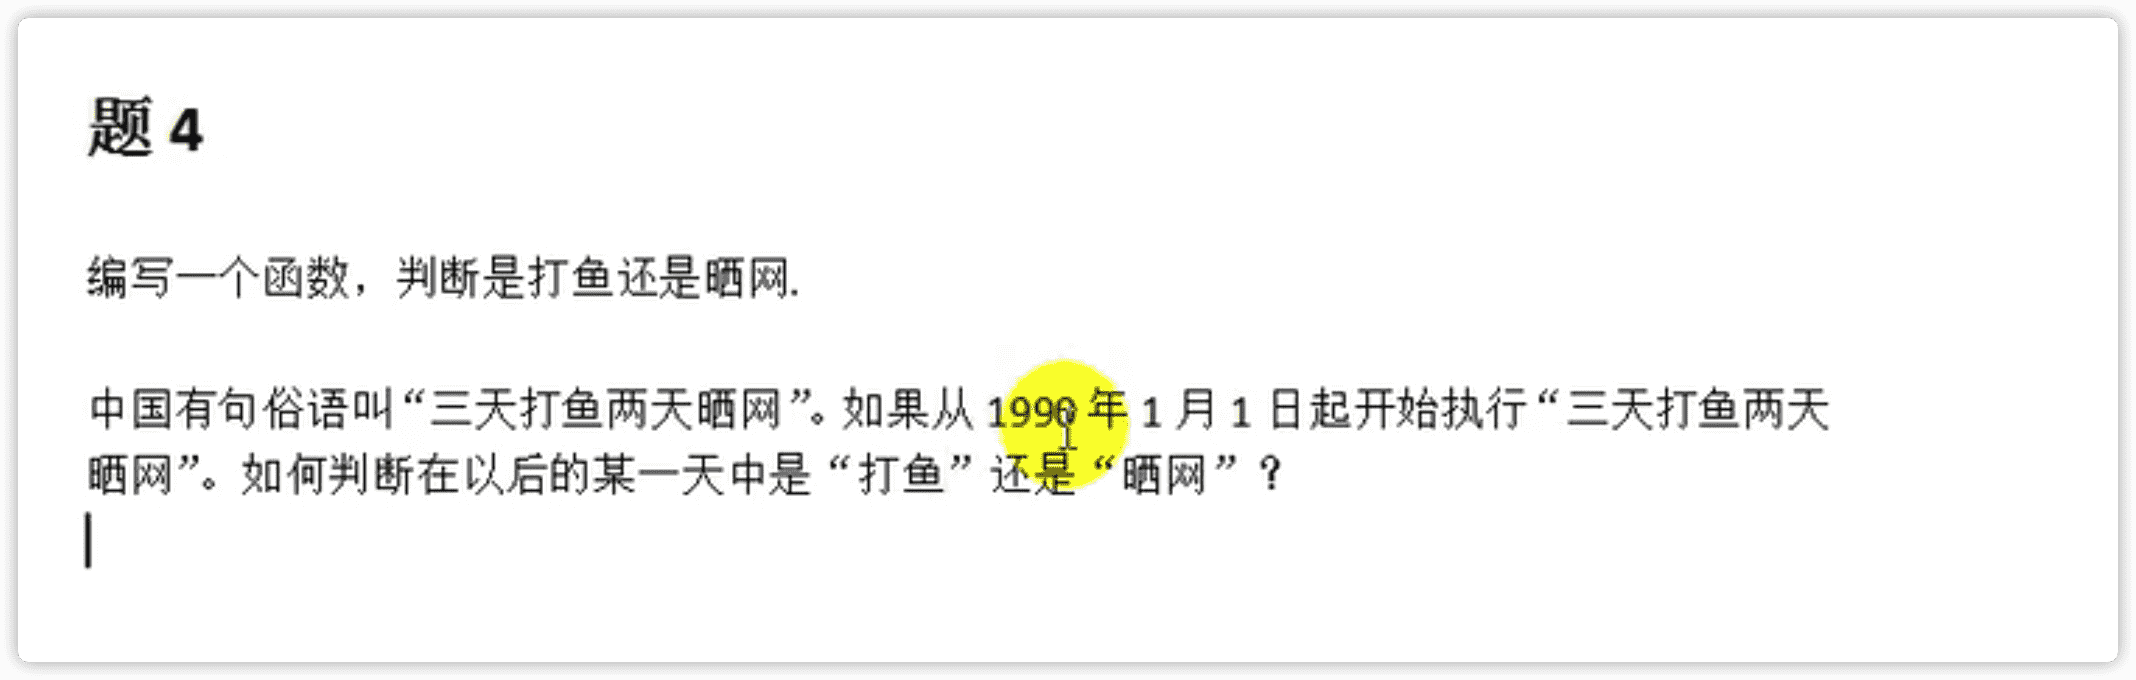 题 4
编写一个函数，判断是打鱼还是晒网.
中国有句俗语叫“三天打鱼两天晒网”。如果从 1990 年 1 月 1 日起开始执行“三天打鱼两天
晒网”。如何判断在以后的某一天中是“打鱼”还是“晒网”？